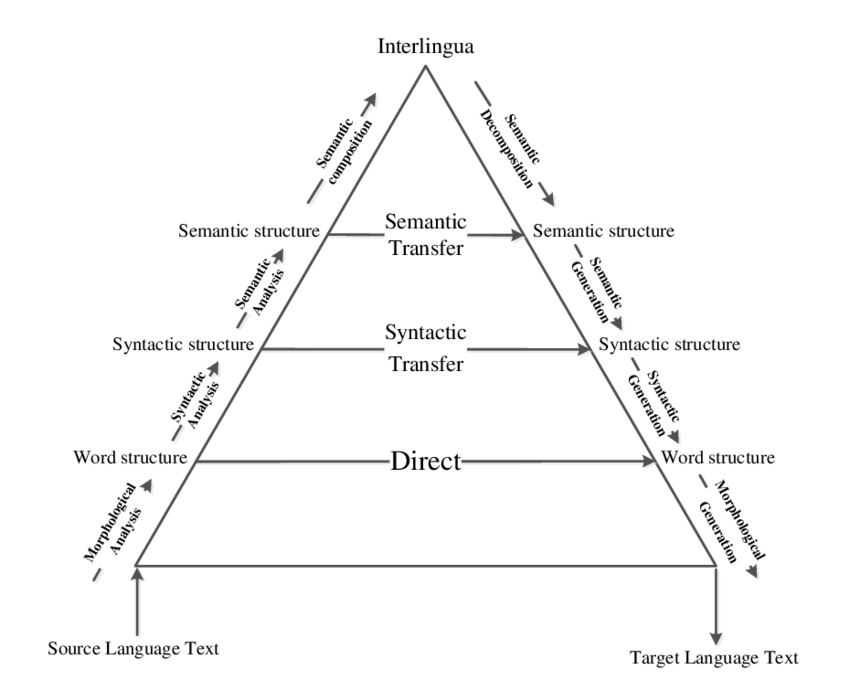 Interlingua
Semantic
composition
Semantic
Decomposition
Semantic structure
Semantic
Transfer
Semantic structure
Semantic
Analysis
Semantic
Generation
Syntactic structure
Syntactic
Transfer
Syntactic structure
Syntactic
Analysis
Syntactic
Generation
Word structure
Direct
Word structure
Morphological
Analysis
Morphological
Generation
Source Language Text
Target Language Text